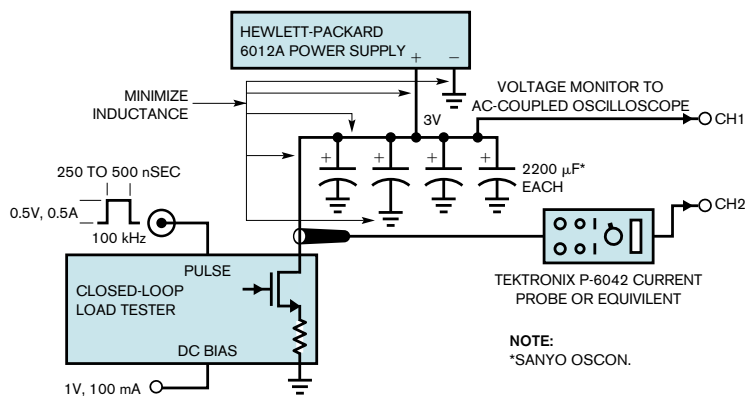 HEWLETT-PACKARD
6012A POWER SUPPLY
+ −
MINIMIZE
INDUCTANCE
VOLTAGE MONITOR TO
AC-COUPLED OSCILLOSCOPE
CH1
3V
+ + + +
2200 µF*
EACH
250 TO 500 nSEC
0.5V, 0.5A
100 kHz
CH2
PULSE
CLOSED-LOOP
LOAD TESTER
TEKTRONIX P-6042 CURRENT
PROBE OR EQUIVILENT
DC BIAS
NOTE:
*SANYO OSCON.
1V, 100 mA